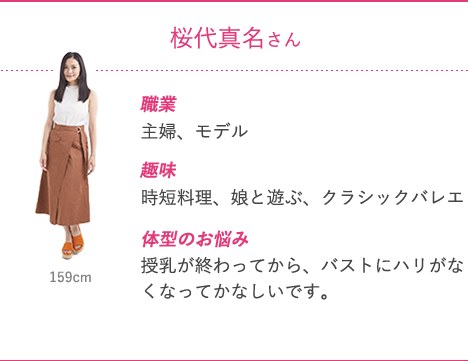 桜代真名さん
職業
主婦、モデル
趣味
時短料理、娘と遊ぶ、クラシックバレエ
体型のお悩み
授乳が終わってから、バストにハリがな
くなってかなしいです。
159cm